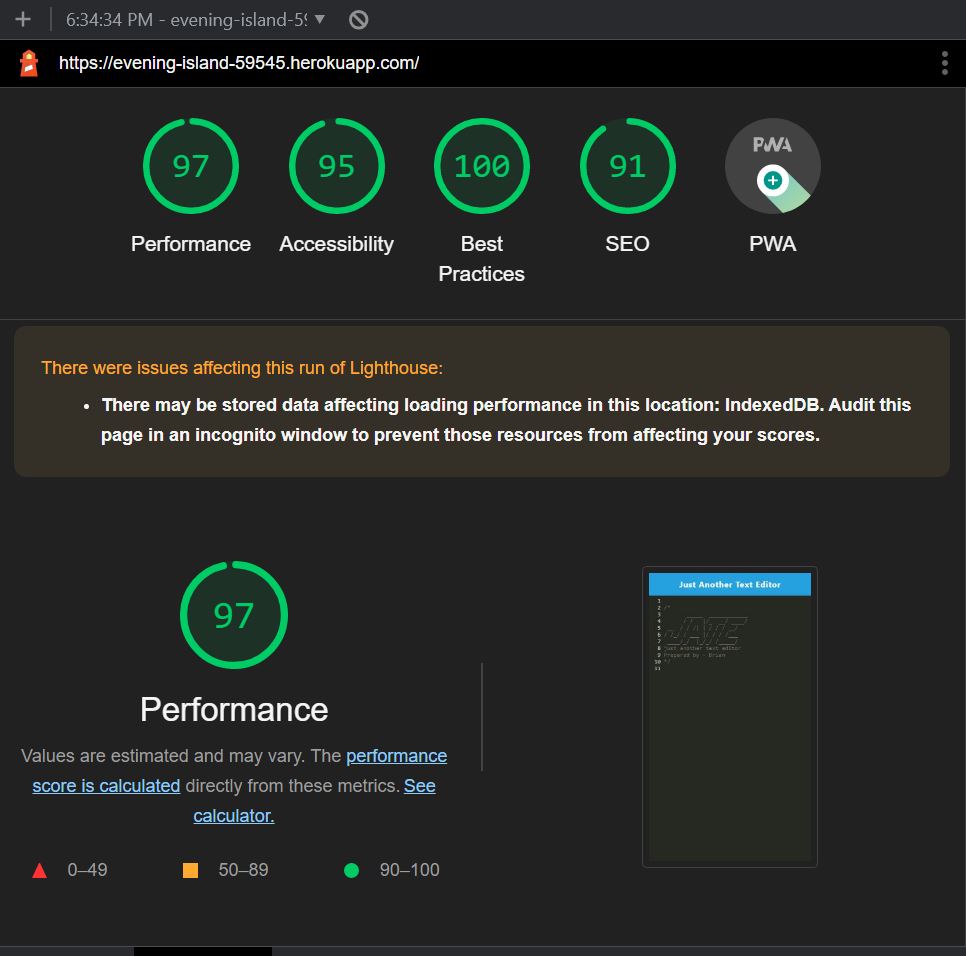 6:34:34 PM - evening-island-59
https://evening-island-59545.herokuapp.com/
97
95
100
91
PWA
Performance
Accessibility
Best
Practices
SEO
PWA
There were issues affecting this run of Lighthouse:
There may be stored data affecting loading performance in this location: IndexedDB. Audit this
page in an incognito window to prevent those resources from affecting your scores.
97
Performance
Values are estimated and may vary. The performance
score is calculated directly from these metrics. See
calculator.
0–49
50–89
90–100
Just Another Text Editor
1
2 /*
3
4
5
6
7
8 Just another text editor
9 Prepared by - Brian
10 */
11